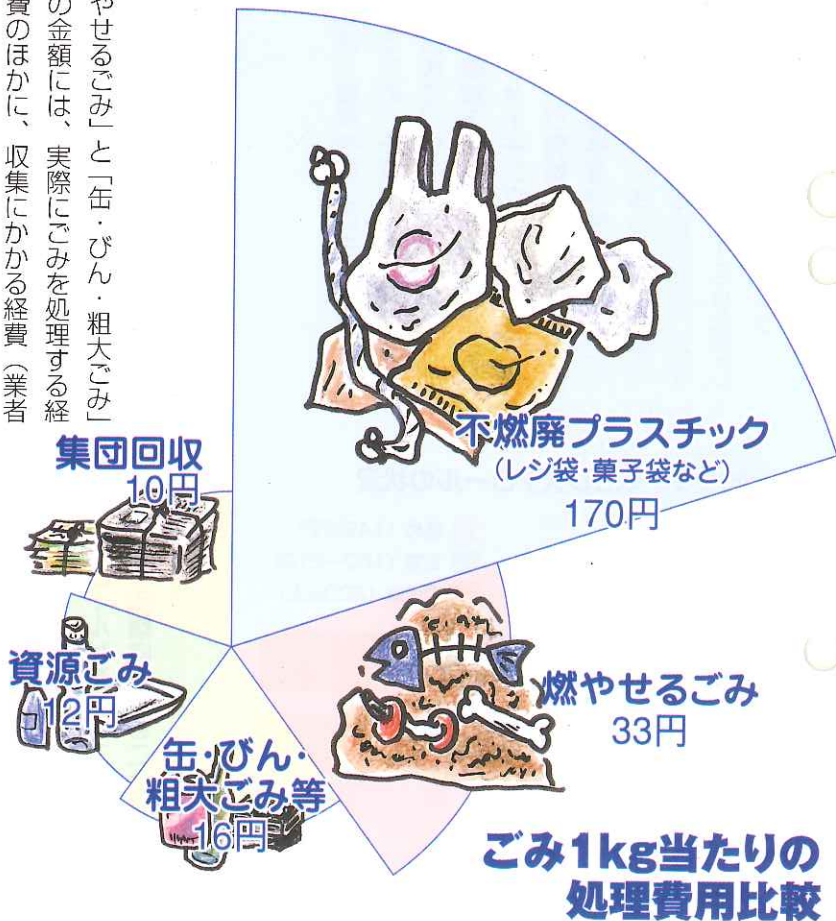 やせるごみ」と「缶・びん・粗大ごみ」
の金額には、実際にごみを処理する経
費のほかに、収集にかかる経費（業者
不燃廃プラスチック
（レジ袋・菓子袋など）
170円
集団回収
10円
資源ごみ
12円
缶・びん・
粗大ごみ等
16円
燃やせるごみ
33円
ごみ1kg当たりの
処理費用比較